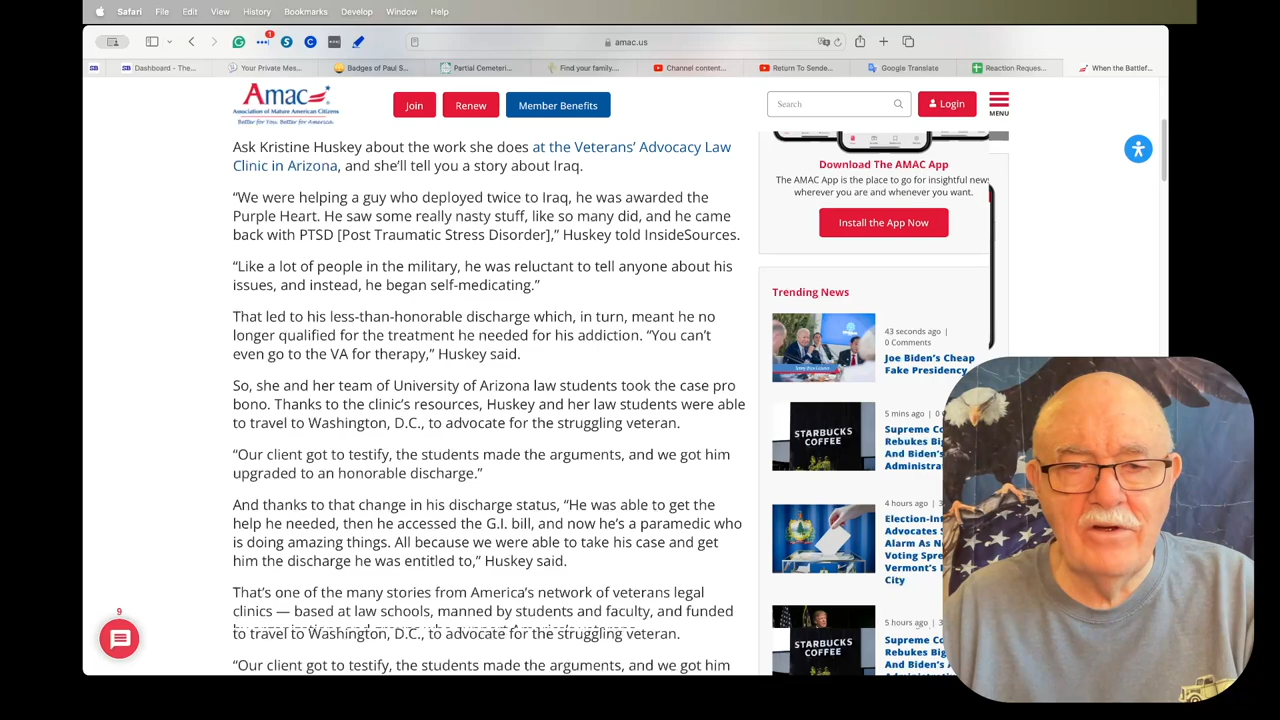 Safari File Edit View History Bookmarks Develop Window Help
1
amac.us
SB Dashboard - The... Your Private Mes... Badges of Paul S... Partial Cemeteri... Find your family.... Channel content... Return To Sende... Google Translate Reaction Reques... When the Battlef...
Amac
Association of Mature American Citizens
Better for You. Better for America.
Join Renew Member Benefits
Search Login
MENU
Ask Kristine Huskey about the work she does at the Veterans’ Advocacy Law
Clinic in Arizona, and she’ll tell you a story about Iraq.
“We were helping a guy who deployed twice to Iraq, he was awarded the
Purple Heart. He saw some really nasty stuff, like so many did, and he came
back with PTSD [Post Traumatic Stress Disorder],” Huskey told InsideSources.
“Like a lot of people in the military, he was reluctant to tell anyone about his
issues, and instead, he began self-medicating.”
That led to his less-than-honorable discharge which, in turn, meant he no
longer qualified for the treatment he needed for his addiction. “You can’t
even go to the VA for therapy,” Huskey said.
So, she and her team of University of Arizona law students took the case pro
bono. Thanks to the clinic’s resources, Huskey and her law students were able
to travel to Washington, D.C., to advocate for the struggling veteran.
“Our client got to testify, the students made the arguments, and we got him
upgraded to an honorable discharge.”
And thanks to that change in his discharge status, “He was able to get the
help he needed, then he accessed the G.I. bill, and now he’s a paramedic who
is doing amazing things. All because we were able to take his case and get
him the discharge he was entitled to,” Huskey said.
That’s one of the many stories from America’s network of veterans legal
clinics — based at law schools, manned by students and faculty, and funded
to travel to Washington, D.C., to advocate for the struggling veteran.
“Our client got to testify, the students made the arguments, and we got him
9
Download The AMAC App
The AMAC App is the place to go for insightful news
wherever you are and whenever you want.
Install the App Now
Trending News
43 seconds ago |
0 Comments
Joe Biden’s Cheap
Fake Presidency
5 mins ago | 0
Supreme Co
Rebukes Big
And Biden’s
Administra
STARBUCKS
COFFEE
4 hours ago | 3
Election-In
Advocates S
Alarm As No
Voting Spre
Vermont’s
City
5 hours ago | 3
Supreme Co
Rebukes Big
And Biden’s
STARBUCKS
COFFEE